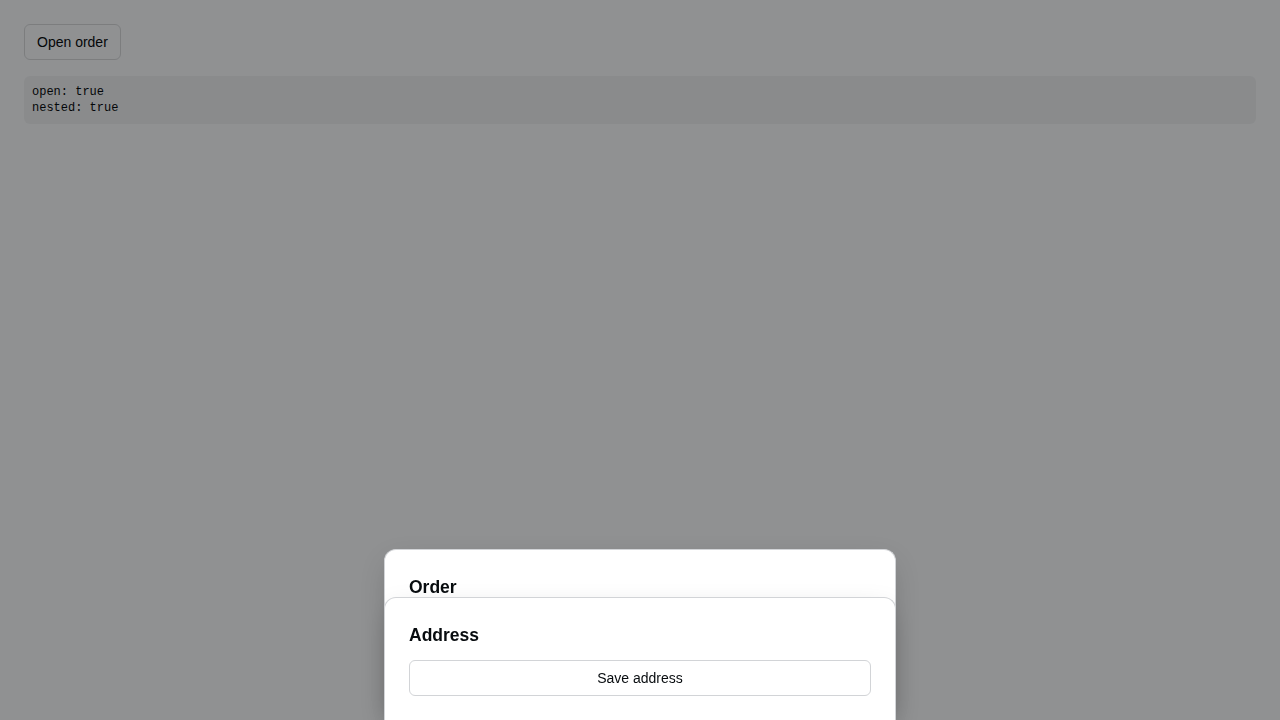 Open order
open: true
nested: true
Order
Address
Save address